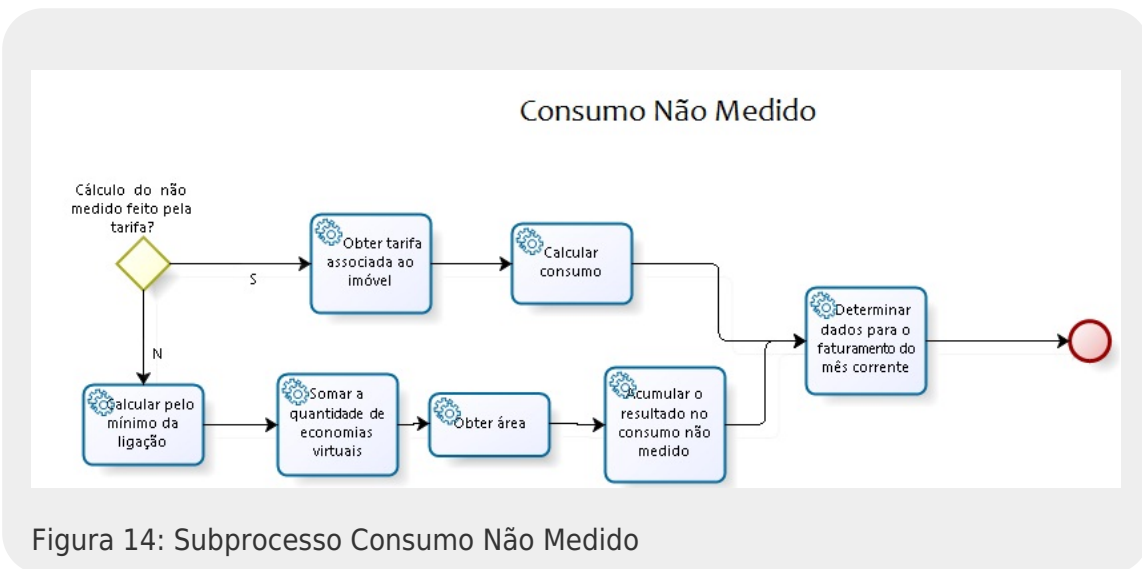 Consumo Não Medido
Cálculo do não
medido feito pela
tarifa?
S
N
Obter tarifa
associada ao
imóvel
Calcular
consumo
Calcular pelo
mínimo da
ligação
Somar a
quantidade de
economias
virtuais
Obter área
Acumular o
resultado no
consumo não
medido
Determinar
dados para o
faturamento do
mês corrente
Figura 14: Subprocesso Consumo Não Medido